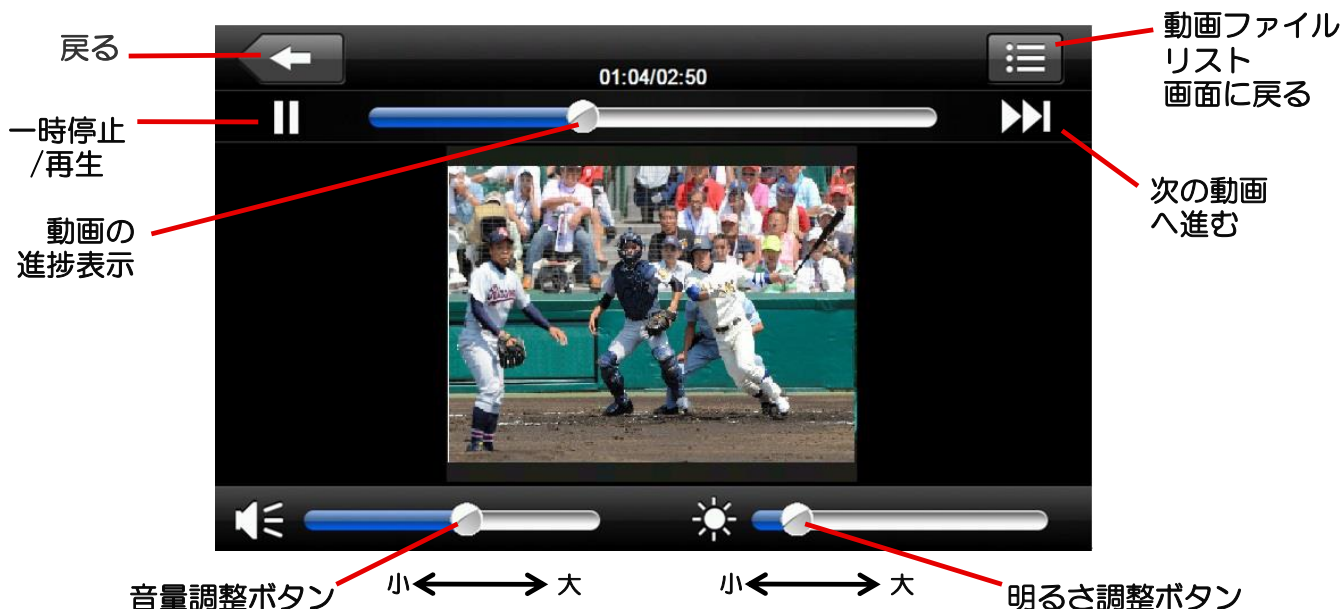 戻る
一時停止
/再生
動画の
進捗表示
01:04/02:50
動画ファイル
リスト
画面に戻る
次の動画
へ進む
音量調整ボタン
小
大
小
大
明るさ調整ボタン